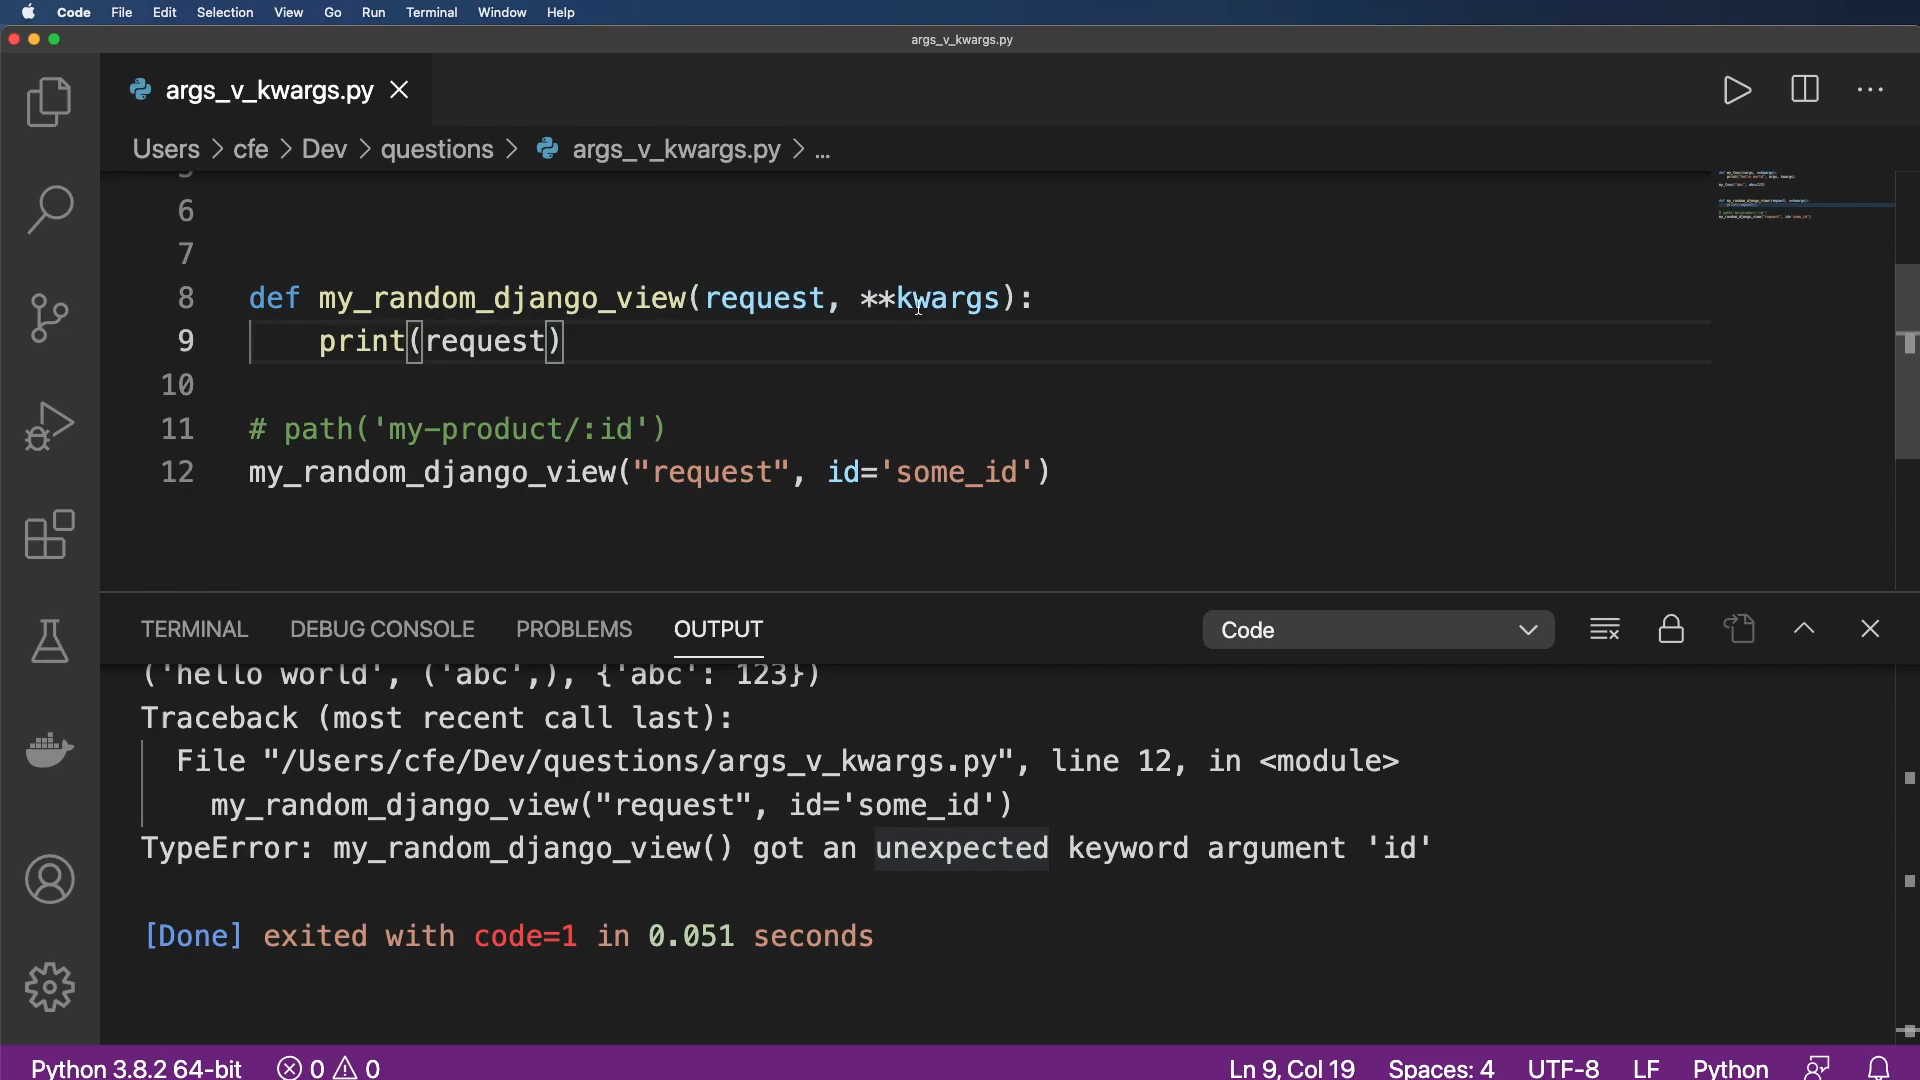 Code File Edit Selection View Go Run Terminal Window Help
args_v_kwargs.py
args_v_kwargs.py
Users > cfe > Dev > questions > args_v_kwargs.py > ...
5
6
7
8 def my_random_django_view(request, **kwargs):
9 print(request)
10
11 # path('my-product/:id')
12 my_random_django_view("request", id='some_id')
TERMINAL DEBUG CONSOLE PROBLEMS OUTPUT Code
('hello world', ('abc',), {'abc': 123})
Traceback (most recent call last):
File "/Users/cfe/Dev/questions/args_v_kwargs.py", line 12, in <module>
my_random_django_view("request", id='some_id')
TypeError: my_random_django_view() got an unexpected keyword argument 'id'
[Done] exited with code=1 in 0.051 seconds
Python 3.8.2 64-bit 0 0 Ln 9, Col 19 Spaces: 4 UTF-8 LF Python